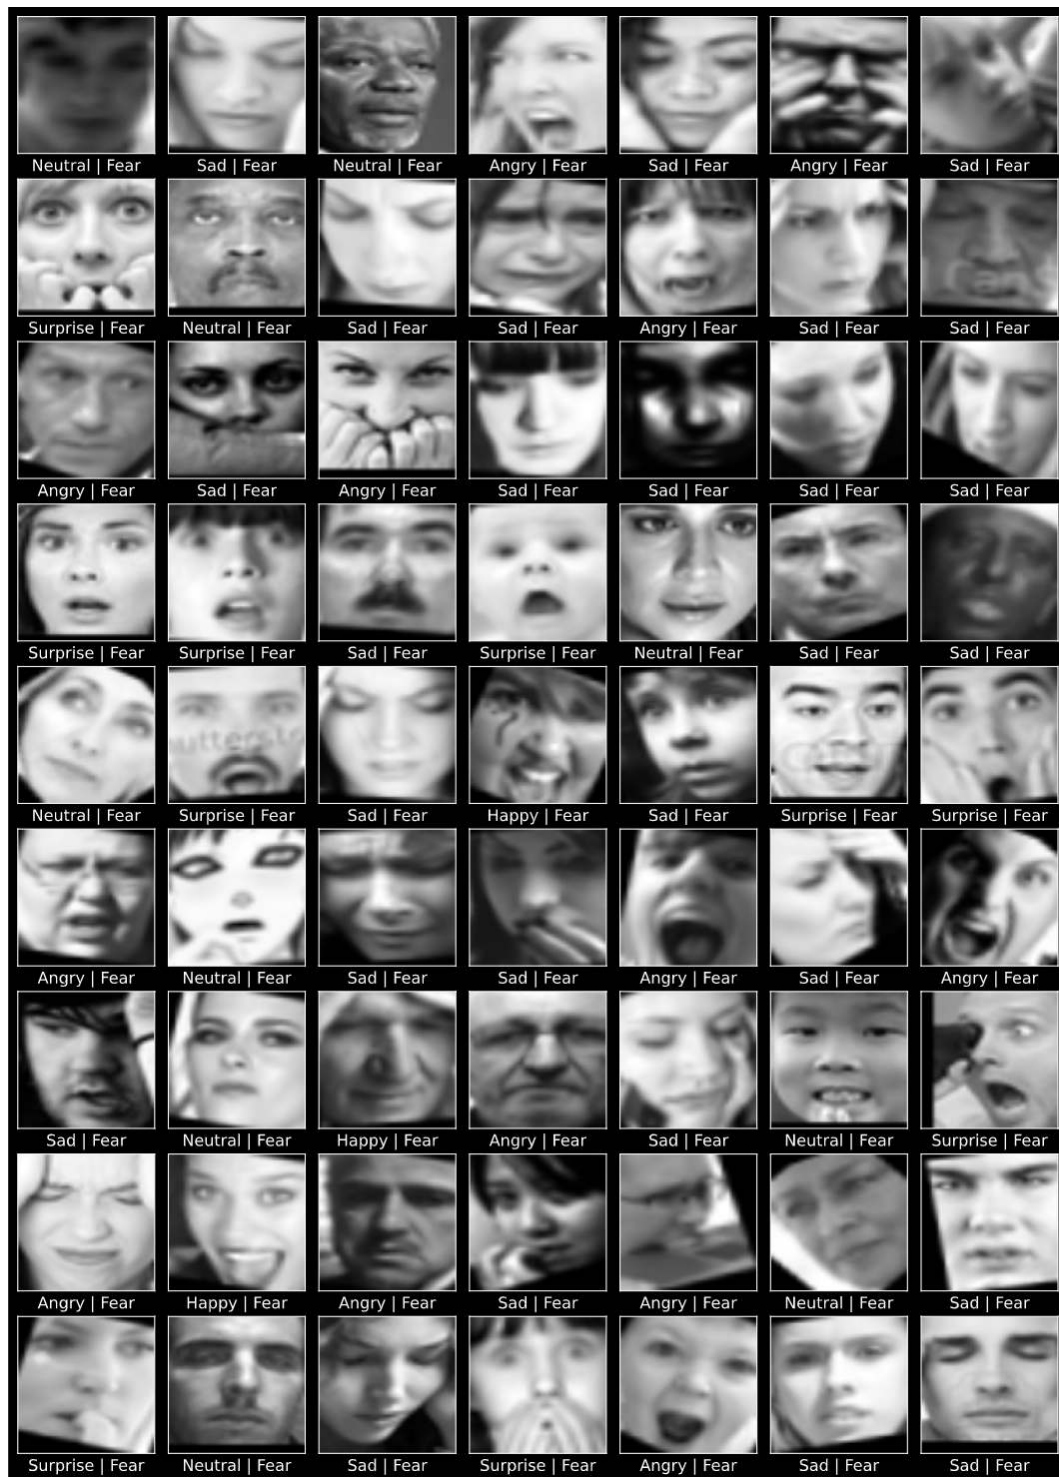 Neutral | Fear Sad | Fear Neutral | Fear Angry | Fear Sad | Fear Angry | Fear Sad | Fear
Surprise | Fear Neutral | Fear Sad | Fear Sad | Fear Angry | Fear Sad | Fear Sad | Fear
Angry | Fear Sad | Fear Angry | Fear Sad | Fear Sad | Fear Sad | Fear Sad | Fear
Surprise | Fear Surprise | Fear Sad | Fear Surprise | Fear Neutral | Fear Sad | Fear Sad | Fear
utterst
Neutral | Fear Surprise | Fear Sad | Fear Happy | Fear Sad | Fear Surprise | Fear Surprise | Fear
Angry | Fear Neutral | Fear Sad | Fear Sad | Fear Angry | Fear Sad | Fear Angry | Fear
Sad | Fear Neutral | Fear Happy | Fear Angry | Fear Sad | Fear Neutral | Fear Surprise | Fear
Angry | Fear Happy | Fear Angry | Fear Sad | Fear Angry | Fear Neutral | Fear Sad | Fear
Surprise | Fear Neutral | Fear Sad | Fear Surprise | Fear Angry | Fear Sad | Fear Sad | Fear